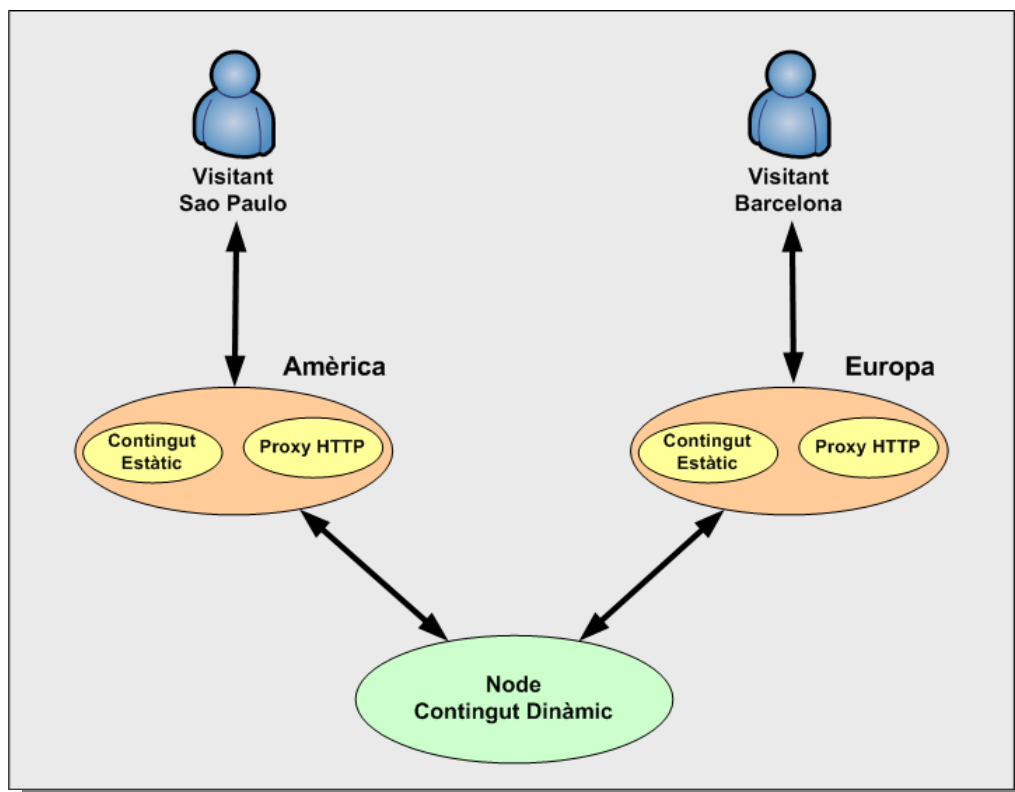 Visitant
Sao Paulo
Visitant
Barcelona
Amèrica
Europa
Contingut
Estàtic
Proxy HTTP
Contingut
Estàtic
Proxy HTTP
Node
Contingut Dinàmic